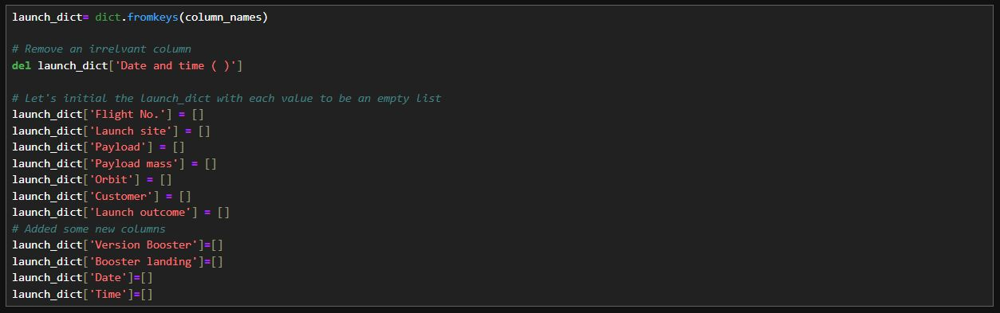 launch_dict= dict.fromkeys(column_names)
# Remove an irrelvant column
del launch_dict['Date and time ( )']
# Let's initial the launch_dict with each value to be an empty list
launch_dict['Flight No.'] = []
launch_dict['Launch site'] = []
launch_dict['Payload'] = []
launch_dict['Payload mass'] = []
launch_dict['Orbit'] = []
launch_dict['Customer'] = []
launch_dict['Launch outcome'] = []
# Added some new columns
launch_dict['Version Booster']=[]
launch_dict['Booster landing']=[]
launch_dict['Date']=[]
launch_dict['Time']=[]